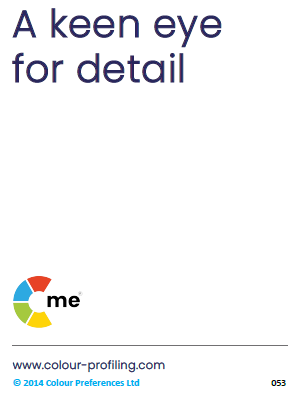 A keen eye
for detail
me
www.colour-profiling.com
© 2014 Colour Preferences Ltd
053